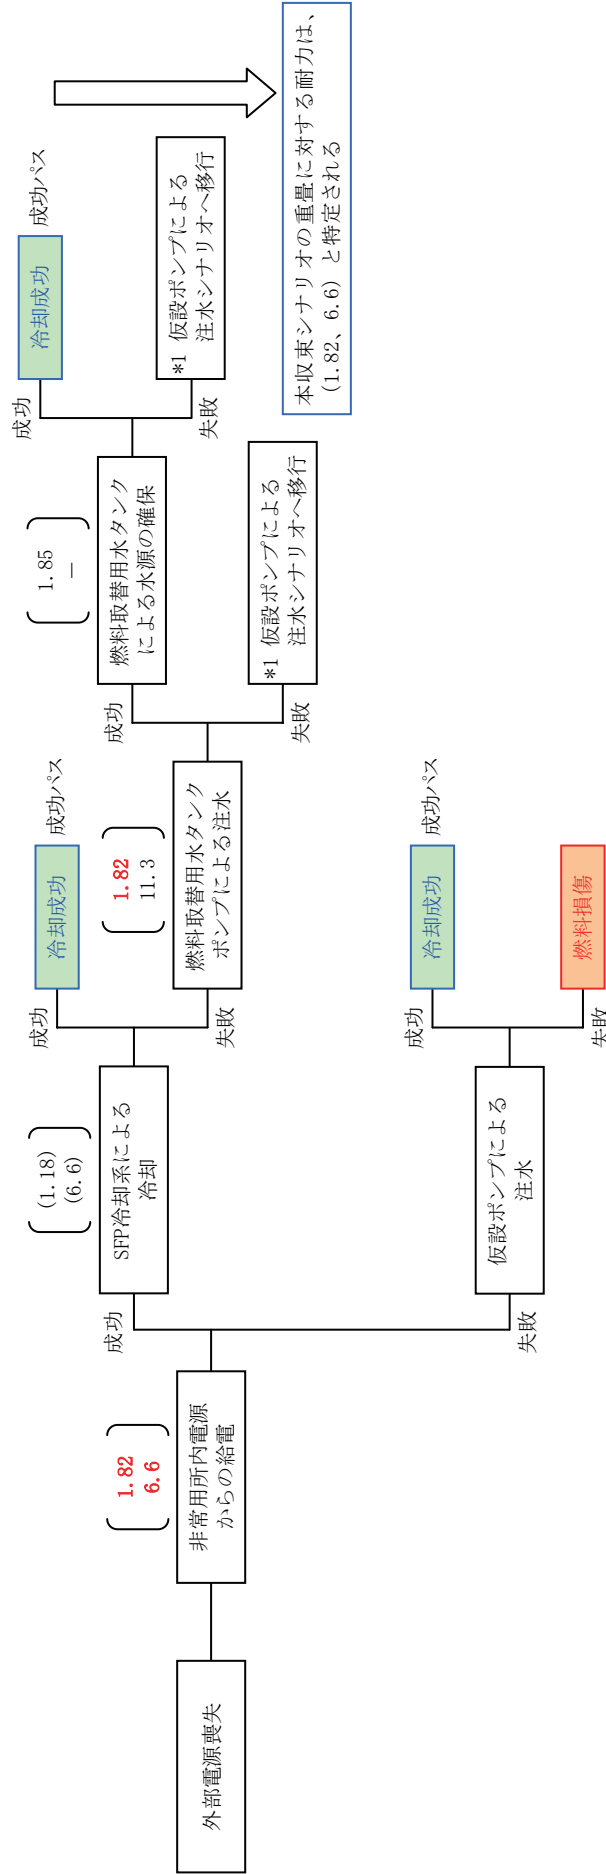 外部電源喪失
1.82
6.6
非常用所内電源
からの給電
成功
失敗
(1.18)
(6.6)
SFP冷却系による
冷却
成功
冷却成功
成功パス
失敗
1.82
11.3
燃料取替用水タンク
ポンプによる注水
成功
失敗
*1 仮設ポンプによる
注水シナリオへ移行
1.85
－
燃料取替用水タンク
による水源の確保
成功
冷却成功
成功パス
失敗
*1 仮設ポンプによる
注水シナリオへ移行
仮設ポンプによる
注水
成功
冷却成功
成功パス
失敗
燃料損傷
本収束シナリオの重畳に対する耐力は、
(1.82、6.6) と特定される